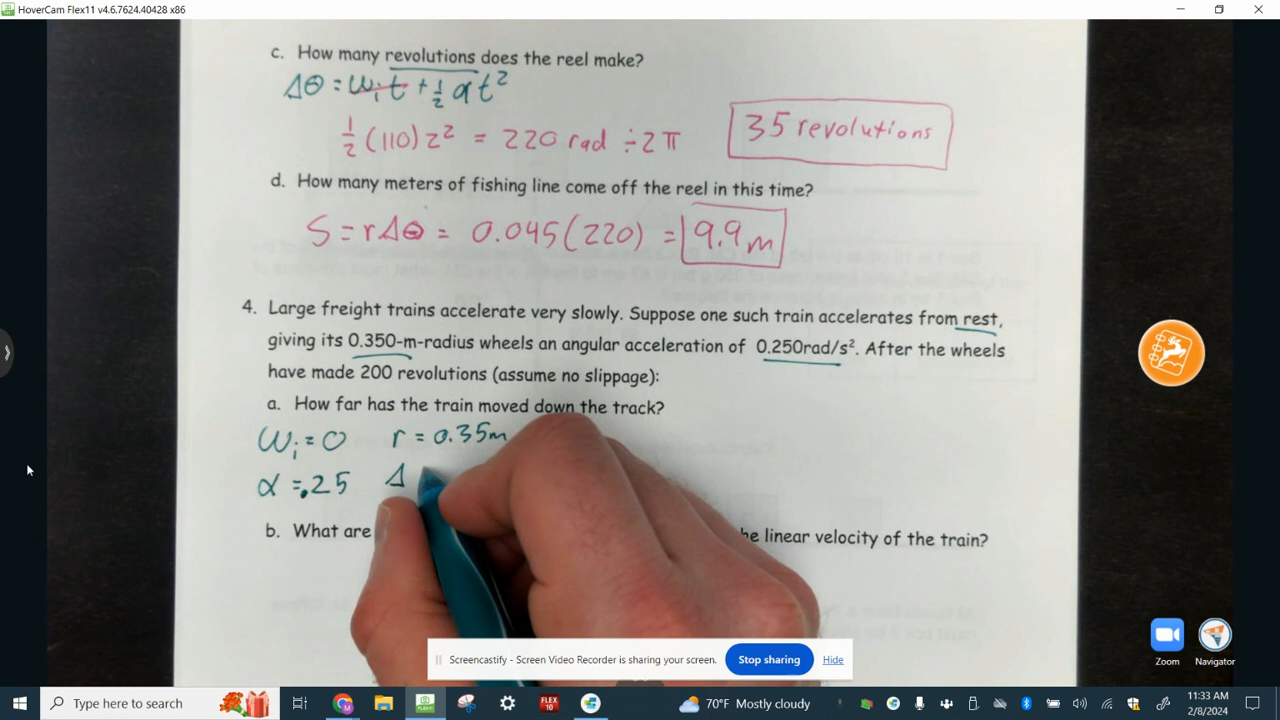 HoverCam Flex11 v4.6.7624.40428 x86
c. How many revolutions does the reel make?
Δθ = ωᵢt + ½ αt²
½ (110) 2² = 220 rad ÷ 2π
35 revolutions
d. How many meters of fishing line come off the reel in this time?
S = rΔθ = 0.045(220) = 9.9m
4. Large freight trains accelerate very slowly. Suppose one such train accelerates from rest,
giving its 0.350-m-radius wheels an angular acceleration of 0.250rad/s². After the wheels
have made 200 revolutions (assume no slippage):
a. How far has the train moved down the track?
ωᵢ = 0 r = 0.35m
α = .25 Δ
b. What are he linear velocity of the train?
Screencastify - Screen Video Recorder is sharing your screen.
Stop sharing
Hide
Zoom
Navigator
Type here to search
FLEX 10
70°F Mostly cloudy
11:33 AM
2/8/2024